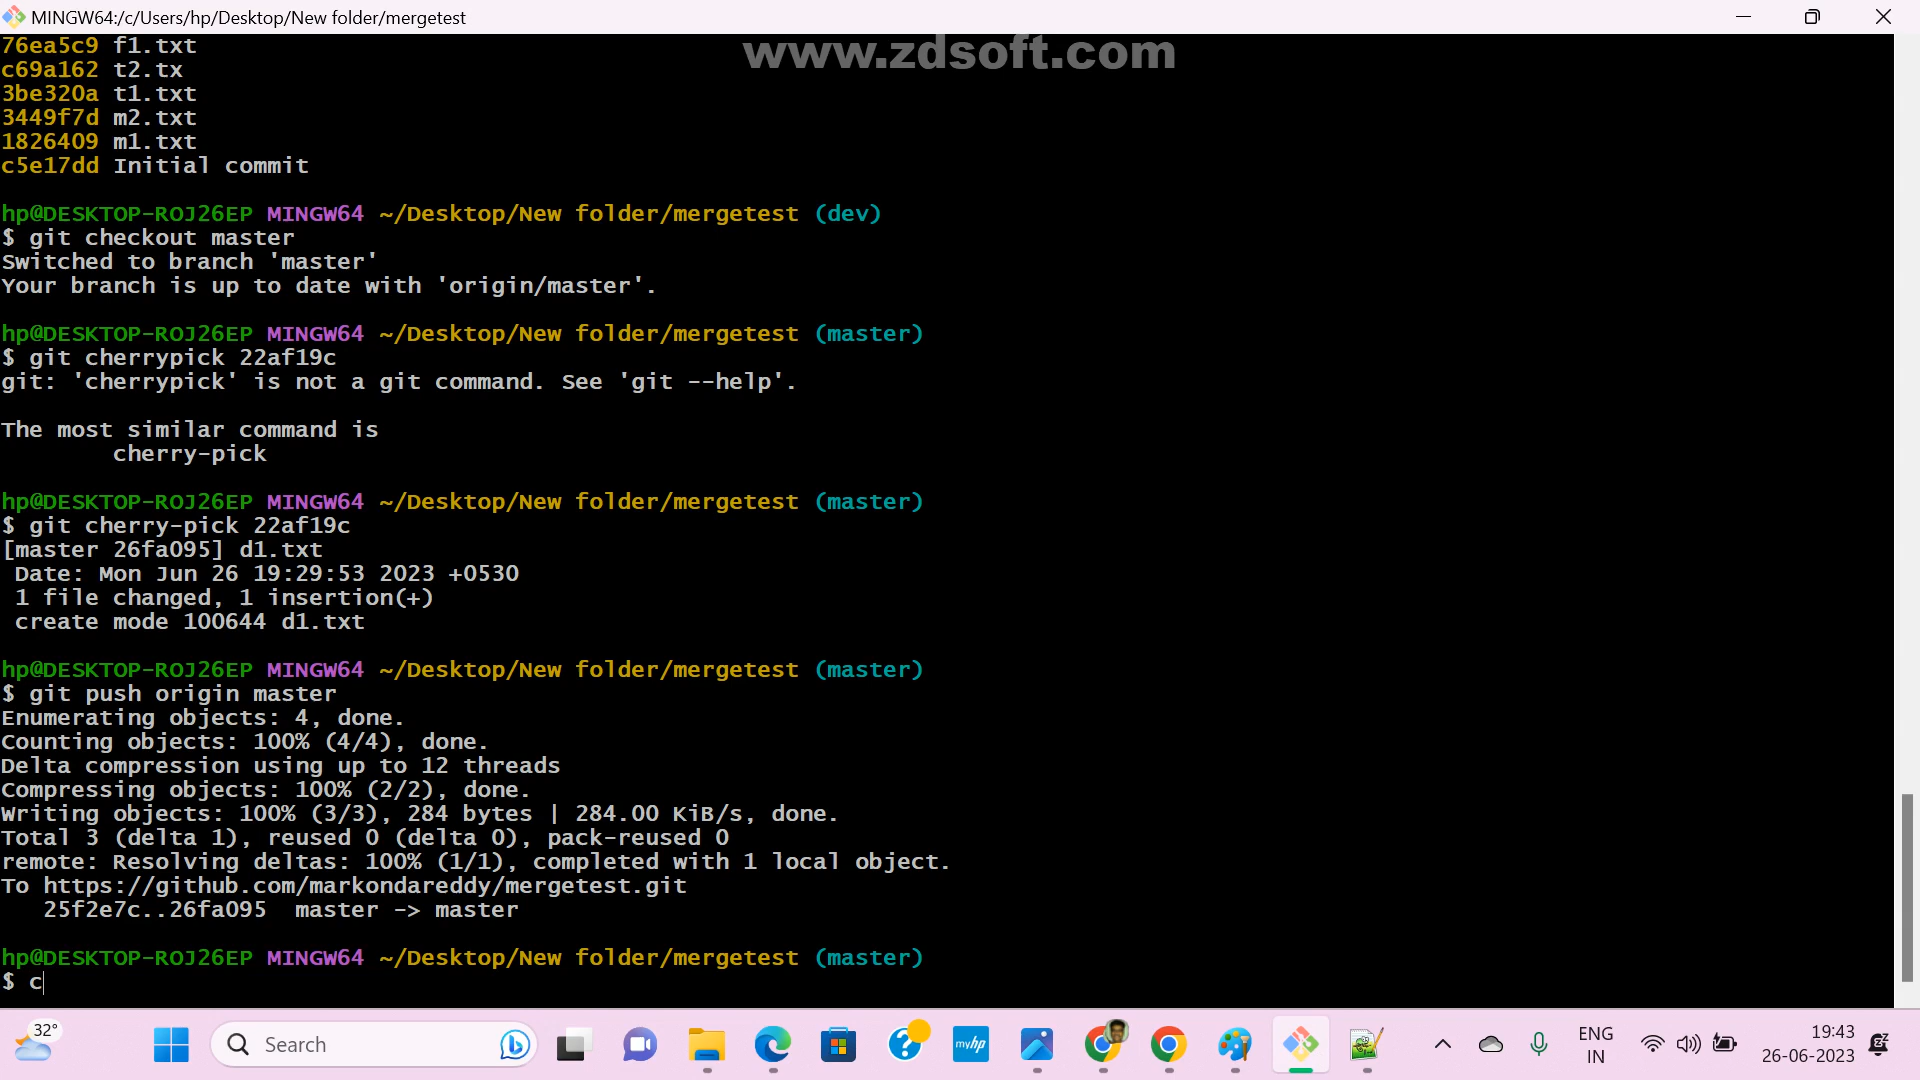 MINGW64:/c/Users/hp/Desktop/New folder/mergetest
www.zdsoft.com
76ea5c9 f1.txt
c69a162 t2.tx
3be320a t1.txt
3449f7d m2.txt
1826409 m1.txt
c5e17dd Initial commit
hp@DESKTOP-ROJ26EP MINGW64 ~/Desktop/New folder/mergetest (dev)
$ git checkout master
Switched to branch 'master'
Your branch is up to date with 'origin/master'.
hp@DESKTOP-ROJ26EP MINGW64 ~/Desktop/New folder/mergetest (master)
$ git cherrypick 22af19c
git: 'cherrypick' is not a git command. See 'git --help'.
The most similar command is
cherry-pick
hp@DESKTOP-ROJ26EP MINGW64 ~/Desktop/New folder/mergetest (master)
$ git cherry-pick 22af19c
[master 26fa095] d1.txt
Date: Mon Jun 26 19:29:53 2023 +0530
1 file changed, 1 insertion(+)
create mode 100644 d1.txt
hp@DESKTOP-ROJ26EP MINGW64 ~/Desktop/New folder/mergetest (master)
$ git push origin master
Enumerating objects: 4, done.
Counting objects: 100% (4/4), done.
Delta compression using up to 12 threads
Compressing objects: 100% (2/2), done.
Writing objects: 100% (3/3), 284 bytes | 284.00 KiB/s, done.
Total 3 (delta 1), reused 0 (delta 0), pack-reused 0
remote: Resolving deltas: 100% (1/1), completed with 1 local object.
To https://github.com/markondareddy/mergetest.git
25f2e7c..26fa095  master -> master
hp@DESKTOP-ROJ26EP MINGW64 ~/Desktop/New folder/mergetest (master)
$ c
32°
Search
myhp
ENG
IN
19:43
26-06-2023